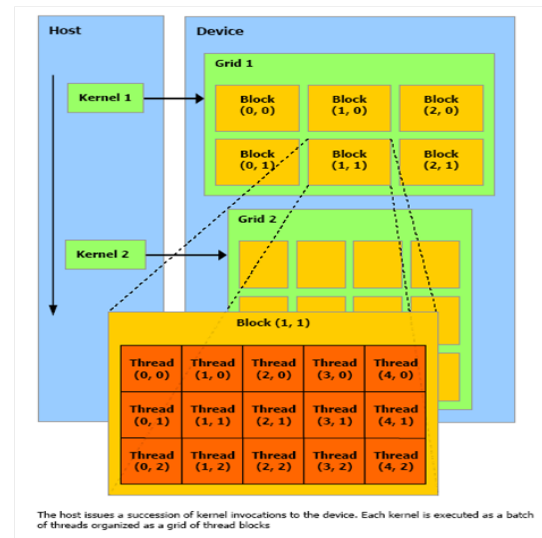 Host
Device
Grid 1
Kernel 1
Block
(0, 0)
Block
(1, 0)
Block
(2, 0)
Block
(0, 1)
Block
(1, 1)
Block
(2, 1)
Grid 2
Kernel 2
Block (1, 1)
Thread
(0, 0)
Thread
(1, 0)
Thread
(2, 0)
Thread
(3, 0)
Thread
(4, 0)
Thread
(0, 1)
Thread
(1, 1)
Thread
(2, 1)
Thread
(3, 1)
Thread
(4, 1)
Thread
(0, 2)
Thread
(1, 2)
Thread
(2, 2)
Thread
(3, 2)
Thread
(4, 2)
The host issues a succession of kernel invocations to the device. Each kernel is executed as a batch
of threads organized as a grid of thread blocks